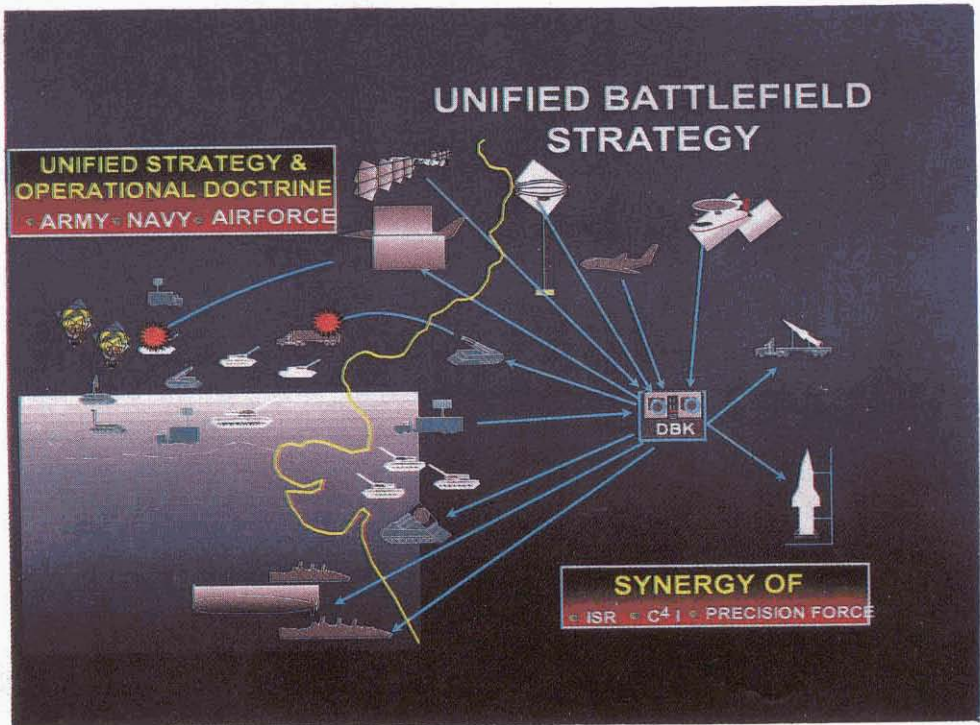 UNIFIED BATTLEFIELD
STRATEGY
UNIFIED STRATEGY &
OPERATIONAL DOCTRINE
ARMY NAVY AIRFORCE
DBK
SYNERGY OF
ISR C4 I PRECISION FORCE